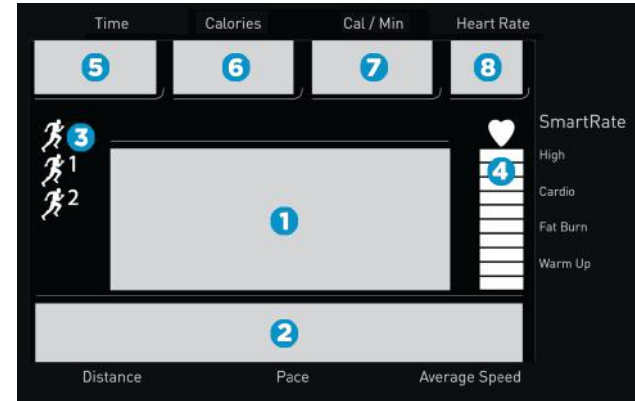 Time Calories Cal / Min Heart Rate
5 6 7 8
3
1
2
4
SmartRate
High
Cardio
Fat Burn
Warm Up
1
2
Distance Pace Average Speed